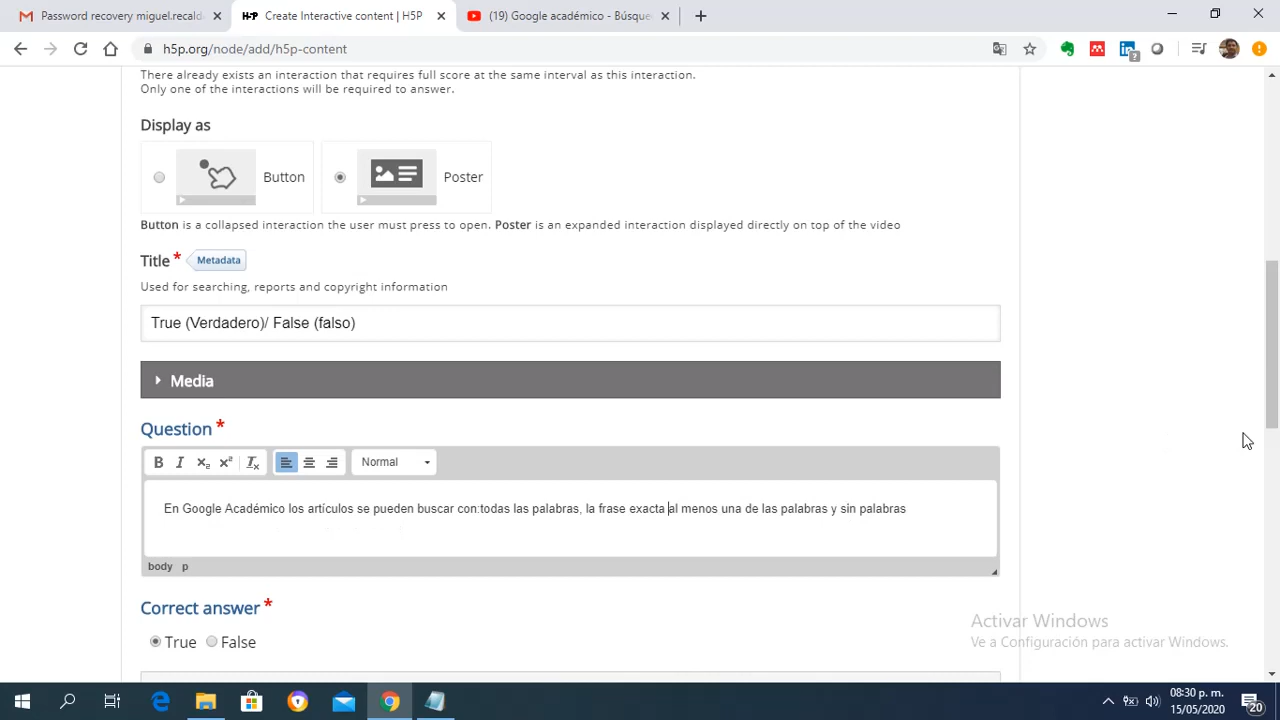 Password recovery miguel.recald
Create Interactive content | H5P
(19) Google académico - Búsque
h5p.org/node/add/h5p-content
There already exists an interaction that requires full score at the same interval as this interaction.
Only one of the interactions will be required to answer.
Display as
Button
Poster
Button is a collapsed interaction the user must press to open. Poster is an expanded interaction displayed directly on top of the video
Title *
Metadata
Used for searching, reports and copyright information
True (Verdadero)/ False (falso)
Media
Question *
B I x₂ x² Tx
Normal
En Google Académico los artículos se pueden buscar con:todas las palabras, la frase exacta al menos una de las palabras y sin palabras
body p
Correct answer *
True False
Activar Windows
Ve a Configuración para activar Windows.
08:30 p. m.
15/05/2020
20